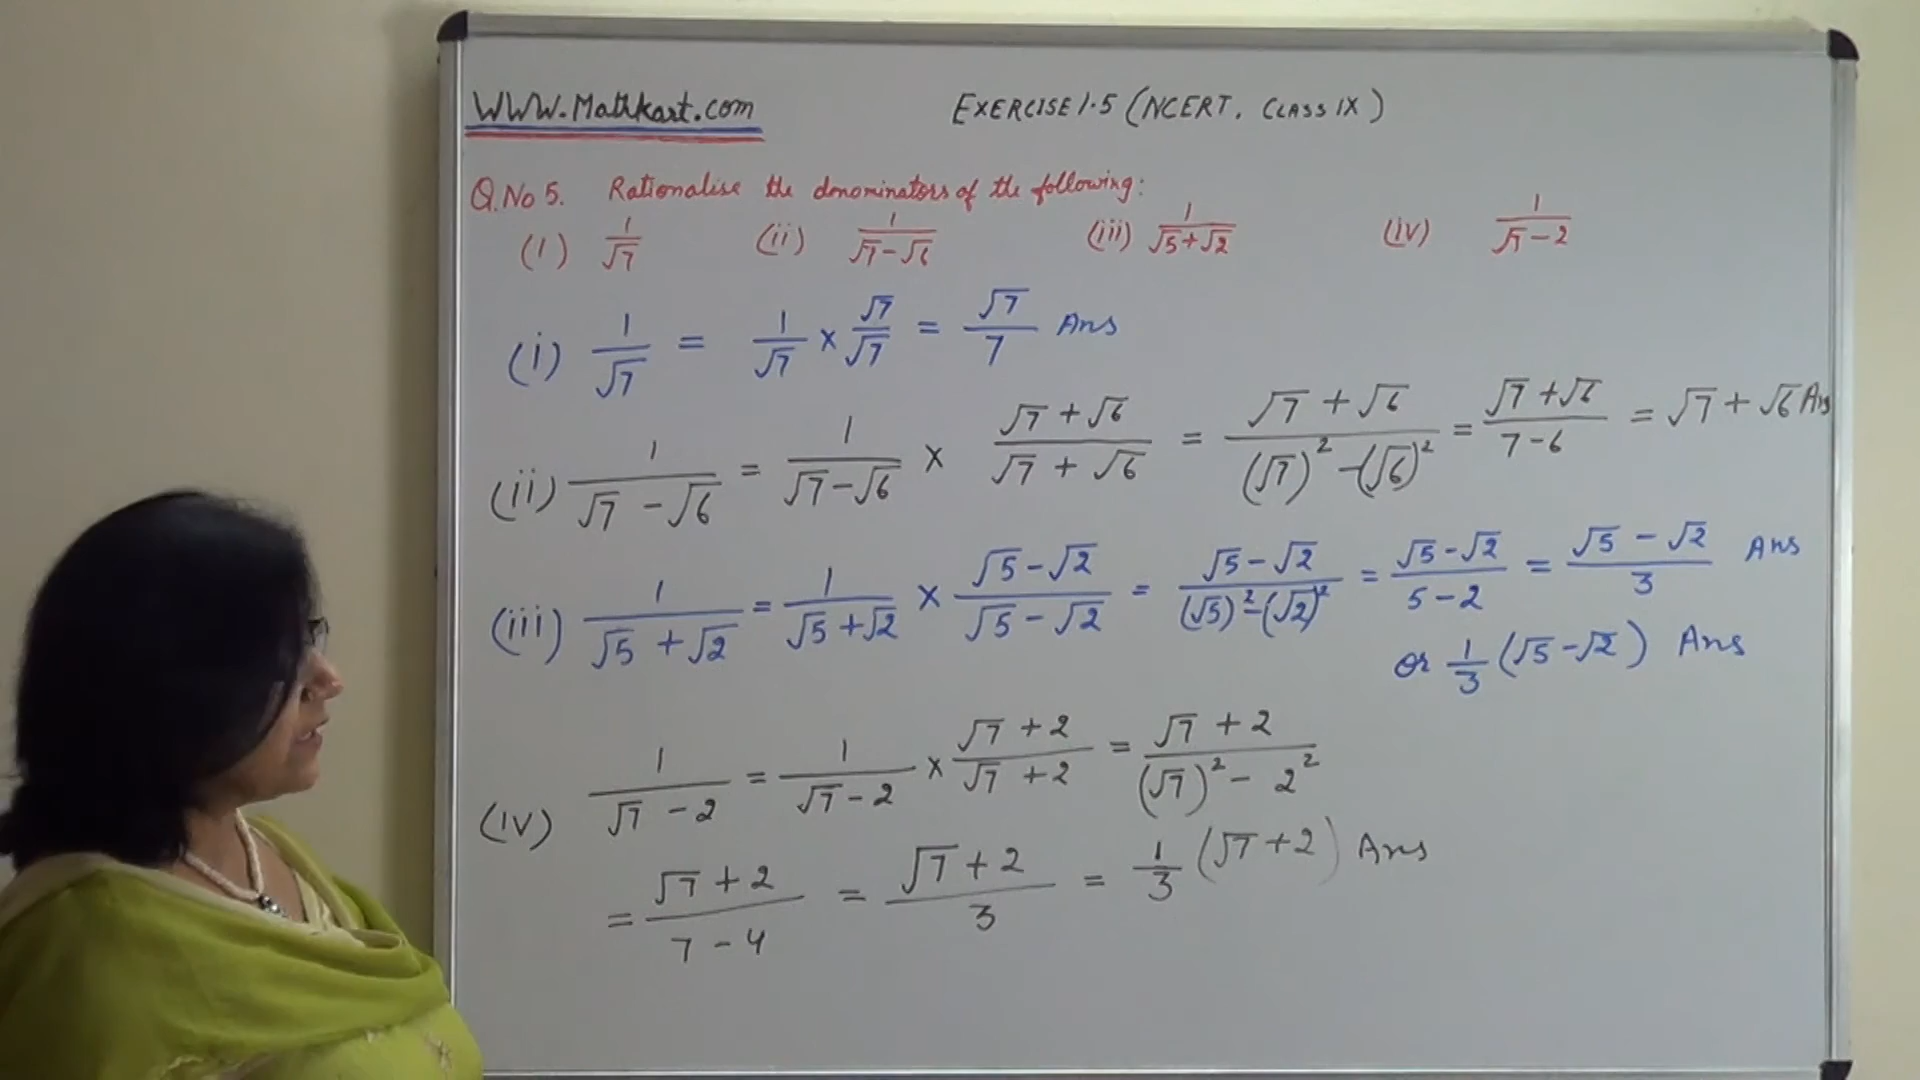 WWW.Mathkart.com EXERCISE 1.5 (NCERT, CLASS IX)
Q.No 5. Rationalise the denominators of the following:
(i) 1/√7 (ii) 1/(√7-√6) (iii) 1/(√5+√2) (iv) 1/(√7-2)
(i) 1/√7 = 1/√7 × √7/√7 = √7/7 Ans
(ii) 1/(√7-√6) = 1/(√7-√6) × (√7+√6)/(√7+√6) = (√7+√6)/((√7)²-(√6)²) = (√7+√6)/(7-6) = √7+√6 Ans
(iii) 1/(√5+√2) = 1/(√5+√2) × (√5-√2)/(√5-√2) = (√5-√2)/((√5)²-(√2)²) = (√5-√2)/(5-2) = (√5-√2)/3 Ans
or 1/3 (√5-√2) Ans
(iv) 1/(√7-2) = 1/(√7-2) × (√7+2)/(√7+2) = (√7+2)/((√7)²-2²)
= (√7+2)/(7-4) = (√7+2)/3 = 1/3 (√7+2) Ans